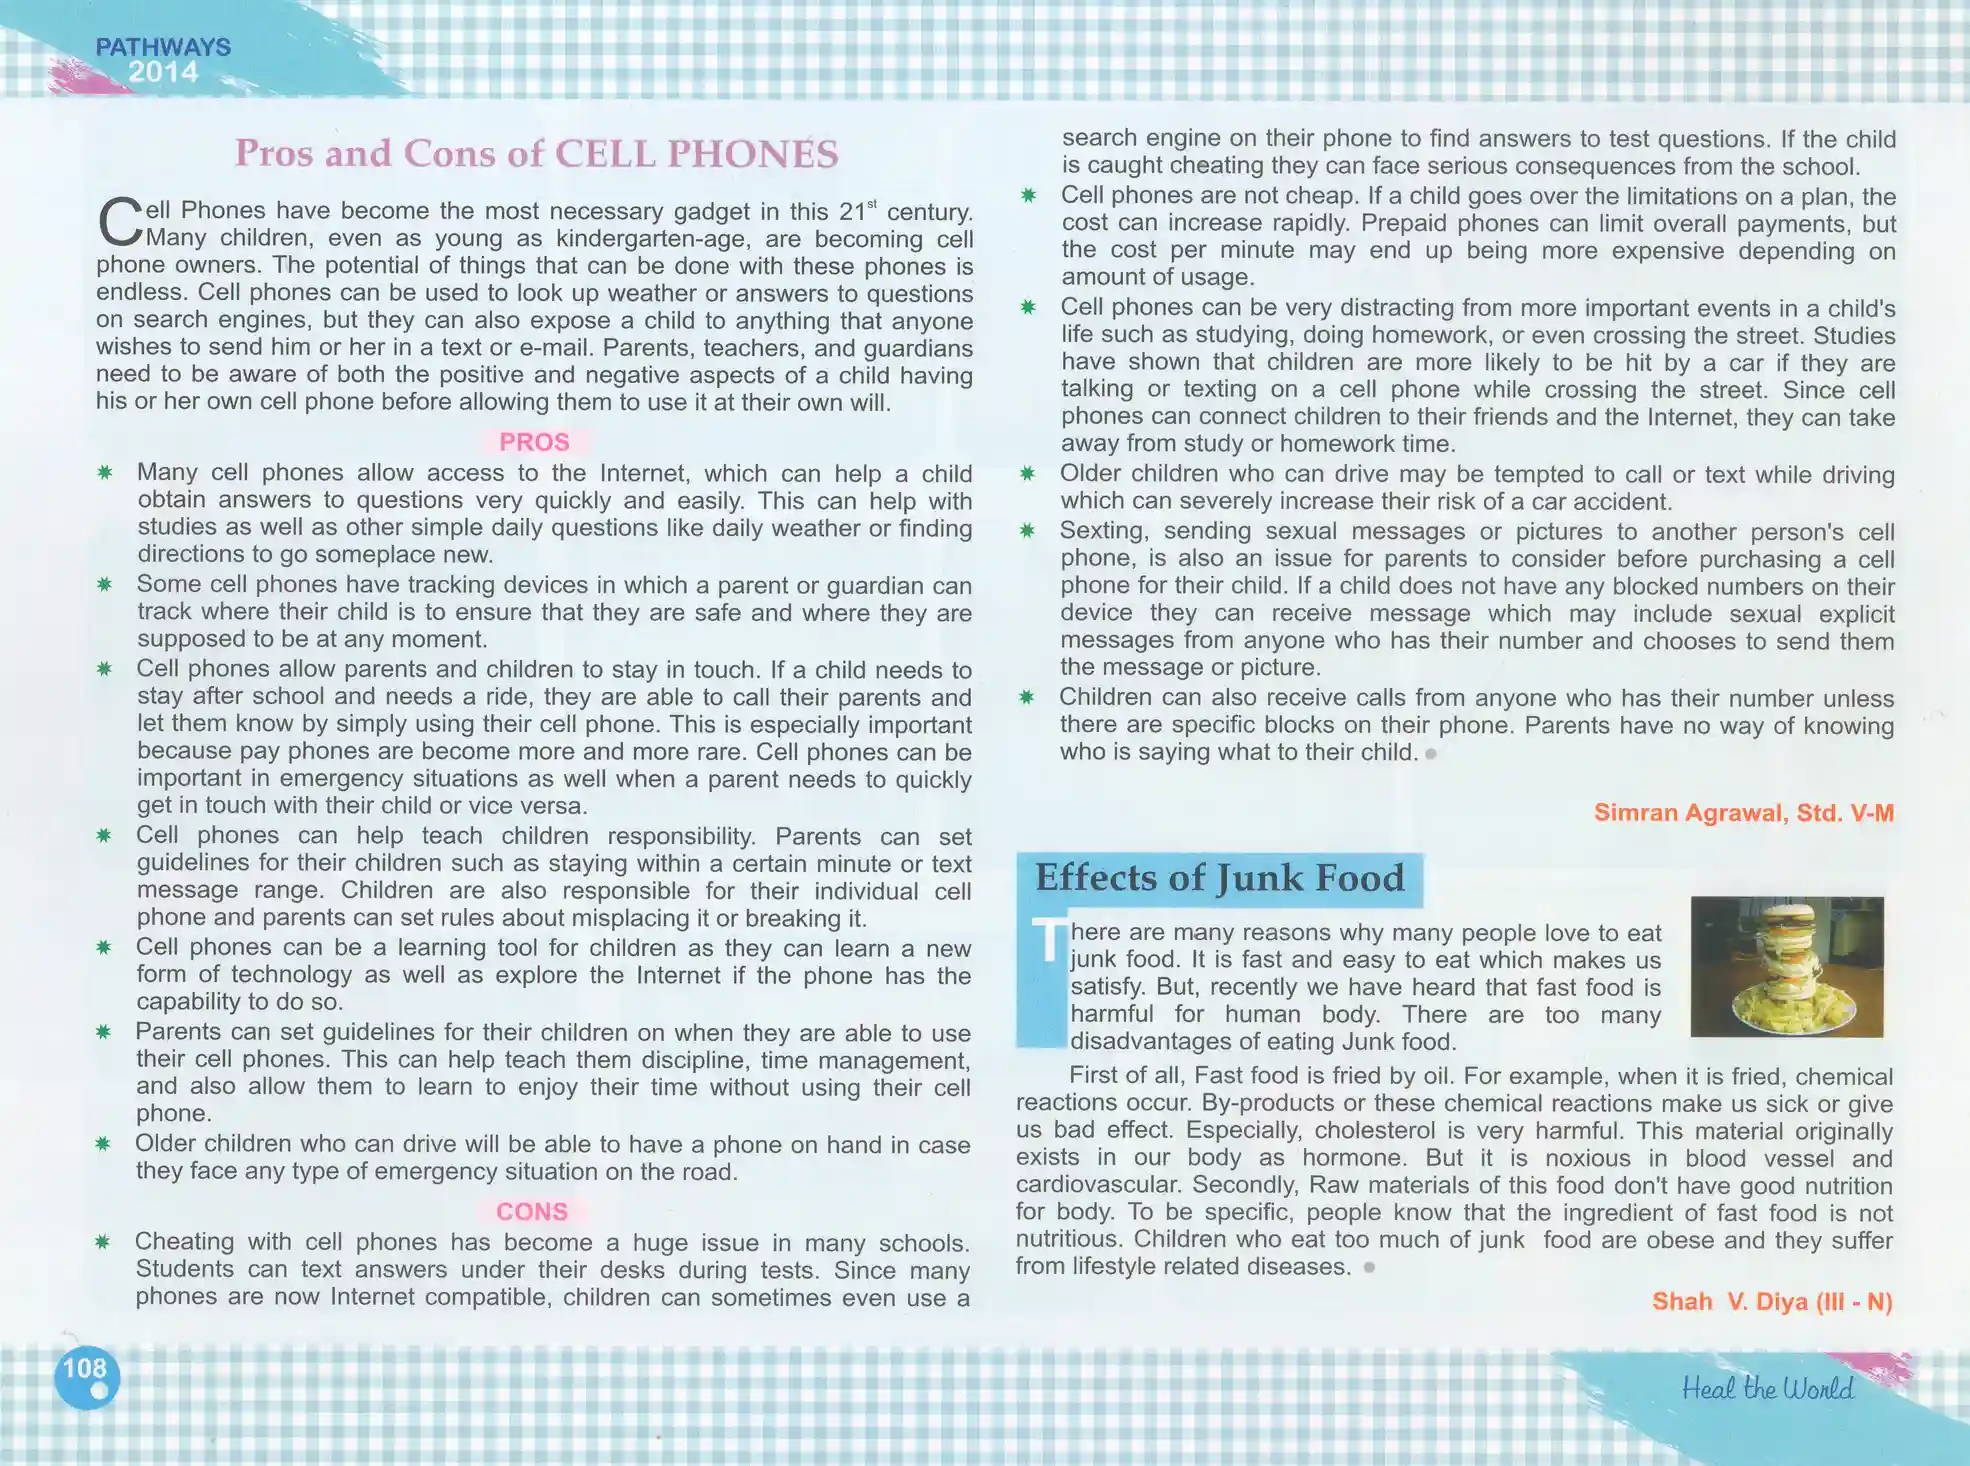 PATHWAYS
2014
Pros and Cons of CELL PHONES
Cell Phones have become the most necessary gadget in this 21st century.
Many children, even as young as kindergarten-age, are becoming cell
phone owners. The potential of things that can be done with these phones is
endless. Cell phones can be used to look up weather or answers to questions
on search engines, but they can also expose a child to anything that anyone
wishes to send him or her in a text or e-mail. Parents, teachers, and guardians
need to be aware of both the positive and negative aspects of a child having
his or her own cell phone before allowing them to use it at their own will.
PROS
Many cell phones allow access to the Internet, which can help a child
obtain answers to questions very quickly and easily. This can help with
studies as well as other simple daily questions like daily weather or finding
directions to go someplace new.
Some cell phones have tracking devices in which a parent or guardian can
track where their child is to ensure that they are safe and where they are
supposed to be at any moment.
Cell phones allow parents and children to stay in touch. If a child needs to
stay after school and needs a ride, they are able to call their parents and
let them know by simply using their cell phone. This is especially important
because pay phones are become more and more rare. Cell phones can be
important in emergency situations as well when a parent needs to quickly
get in touch with their child or vice versa.
Cell phones can help teach children responsibility. Parents can set
guidelines for their children such as staying within a certain minute or text
message range. Children are also responsible for their individual cell
phone and parents can set rules about misplacing it or breaking it.
Cell phones can be a learning tool for children as they can learn a new
form of technology as well as explore the Internet if the phone has the
capability to do so.
Parents can set guidelines for their children on when they are able to use
their cell phones. This can help teach them discipline, time management,
and also allow them to learn to enjoy their time without using their cell
phone.
Older children who can drive will be able to have a phone on hand in case
they face any type of emergency situation on the road.
CONS
Cheating with cell phones has become a huge issue in many schools.
Students can text answers under their desks during tests. Since many
phones are now Internet compatible, children can sometimes even use a
search engine on their phone to find answers to test questions. If the child
is caught cheating they can face serious consequences from the school.
Cell phones are not cheap. If a child goes over the limitations on a plan, the
cost can increase rapidly. Prepaid phones can limit overall payments, but
the cost per minute may end up being more expensive depending on
amount of usage.
Cell phones can be very distracting from more important events in a child's
life such as studying, doing homework, or even crossing the street. Studies
have shown that children are more likely to be hit by a car if they are
talking or texting on a cell phone while crossing the street. Since cell
phones can connect children to their friends and the Internet, they can take
away from study or homework time.
Older children who can drive may be tempted to call or text while driving
which can severely increase their risk of a car accident.
Sexting, sending sexual messages or pictures to another person's cell
phone, is also an issue for parents to consider before purchasing a cell
phone for their child. If a child does not have any blocked numbers on their
device they can receive message which may include sexual explicit
messages from anyone who has their number and chooses to send them
the message or picture.
Children can also receive calls from anyone who has their number unless
there are specific blocks on their phone. Parents have no way of knowing
who is saying what to their child.
Simran Agrawal, Std. V-M
Effects of Junk Food
There are many reasons why many people love to eat
junk food. It is fast and easy to eat which makes us
satisfy. But, recently we have heard that fast food is
harmful for human body. There are too many
disadvantages of eating Junk food.
First of all, Fast food is fried by oil. For example, when it is fried, chemical
reactions occur. By-products or these chemical reactions make us sick or give
us bad effect. Especially, cholesterol is very harmful. This material originally
exists in our body as hormone. But it is noxious in blood vessel and
cardiovascular. Secondly, Raw materials of this food don't have good nutrition
for body. To be specific, people know that the ingredient of fast food is not
nutritious. Children who eat too much of junk food are obese and they suffer
from lifestyle related diseases.
Shah V. Diya (III - N)
108
Heal the World